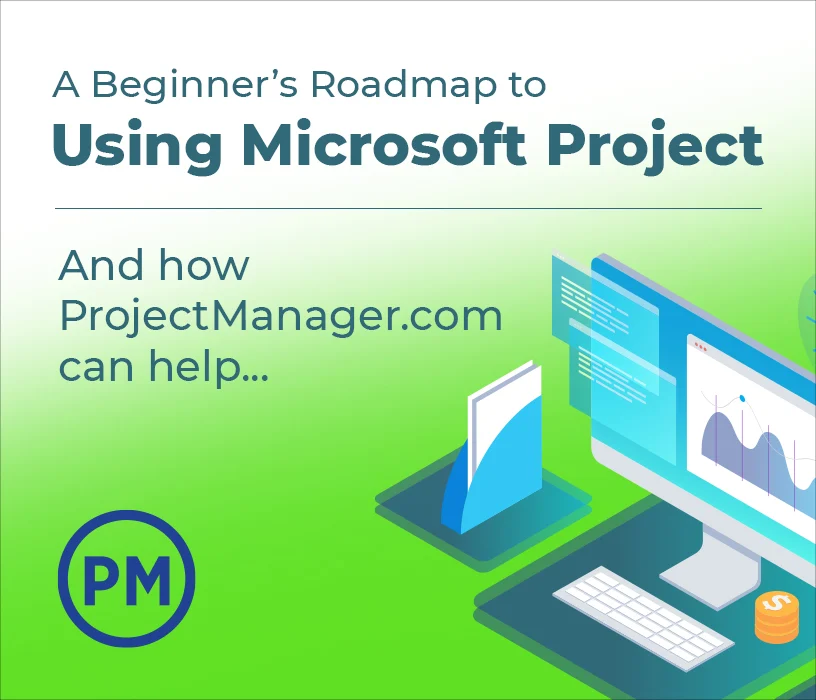 A Beginner’s Roadmap to
Using Microsoft Project
And how
ProjectManager.com
can help...
PM
$